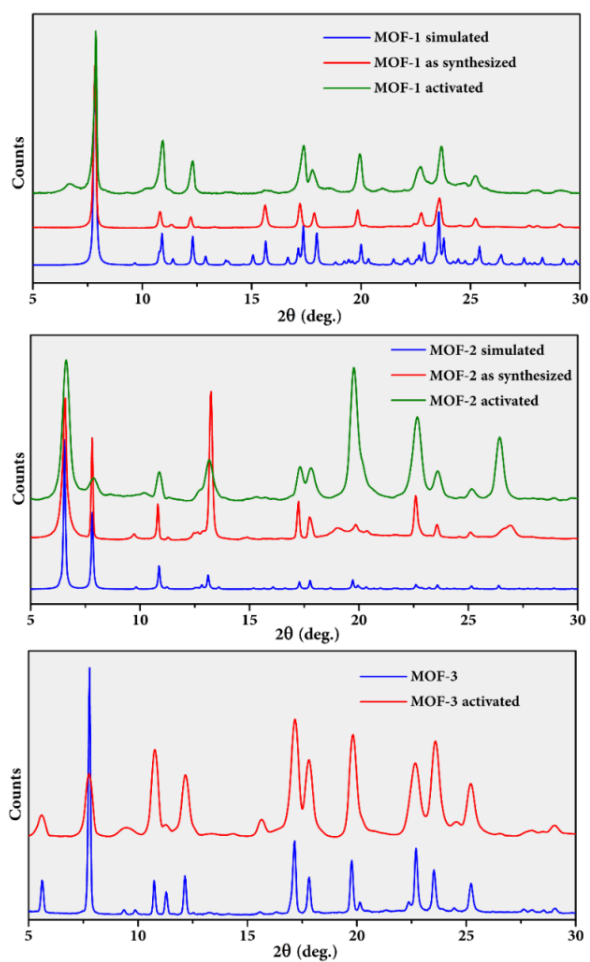 MOF-1 simulated
MOF-1 as synthesized
MOF-1 activated
Counts
5 10 15 20 25 30
2θ (deg.)
MOF-2 simulated
MOF-2 as synthesized
MOF-2 activated
Counts
5 10 15 20 25 30
2θ (deg.)
MOF-3
MOF-3 activated
Counts
5 10 15 20 25 30
2θ (deg.)